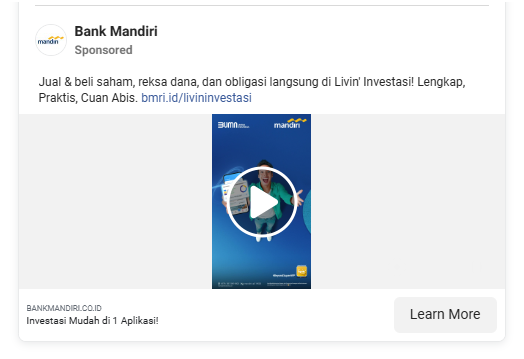 mandiri
Bank Mandiri
Sponsored
Jual & beli saham, reksa dana, dan obligasi langsung di Livin' Investasi! Lengkap,
Praktis, Cuan Abis. bmri.id/livininvestasi
BUMN mandiri
BANKMANDIRI.CO.ID
Investasi Mudah di 1 Aplikasi!
Learn More